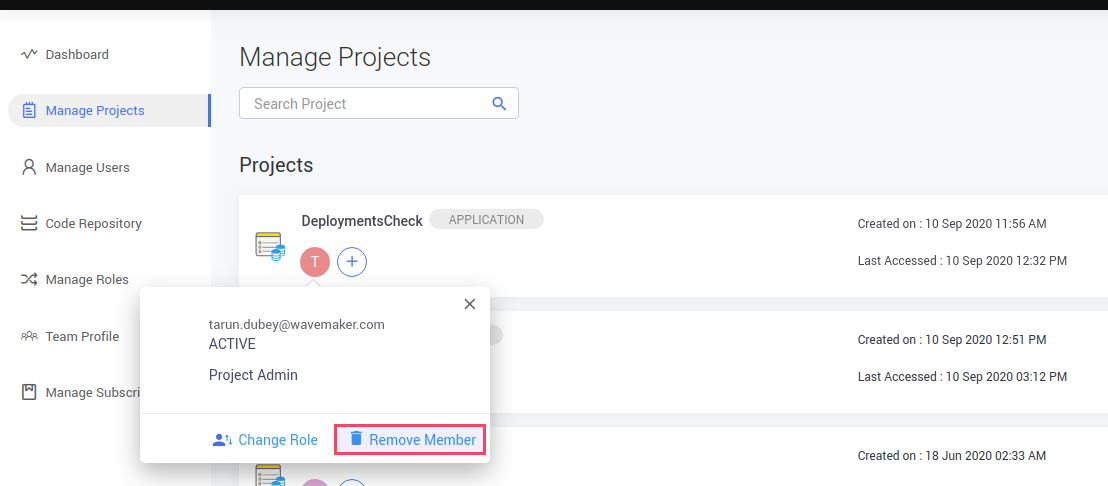 Dashboard
Manage Projects
Manage Users
Code Repository
Manage Roles
Team Profile
Manage Subscri
Manage Projects
Search Project
Projects
DeploymentsCheck APPLICATION
Created on : 10 Sep 2020 11:56 AM
T +
Last Accessed : 10 Sep 2020 12:32 PM
tarun.dubey@wavemaker.com
ACTIVE
Project Admin
Change Role Remove Member
Created on : 10 Sep 2020 12:51 PM
Last Accessed : 10 Sep 2020 03:12 PM
Created on : 18 Jun 2020 02:33 AM